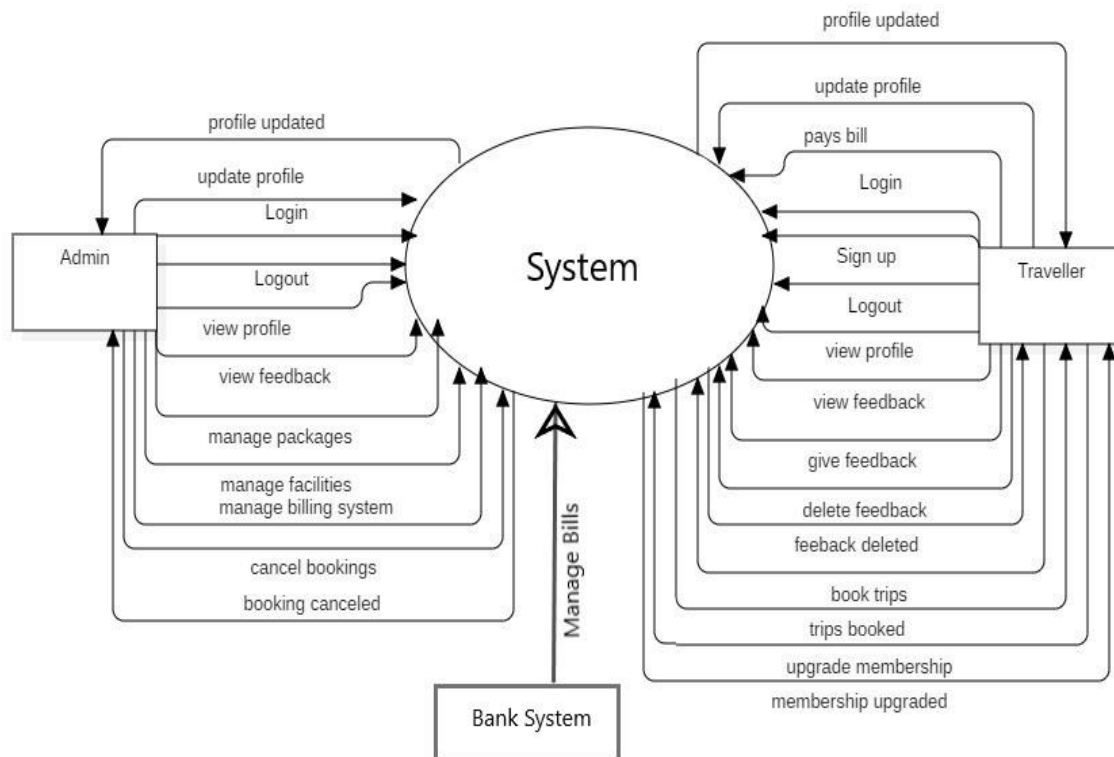 profile updated
update profile
pays bill
Login
Sign up
Logout
view profile
view feedback
give feedback
delete feedback
feeback deleted
book trips
trips booked
upgrade membership
membership upgraded
Traveller
System
profile updated
update profile
Login
Admin
Logout
view profile
view feedback
manage packages
manage facilities
manage billing system
cancel bookings
booking canceled
Manage Bills
Bank System